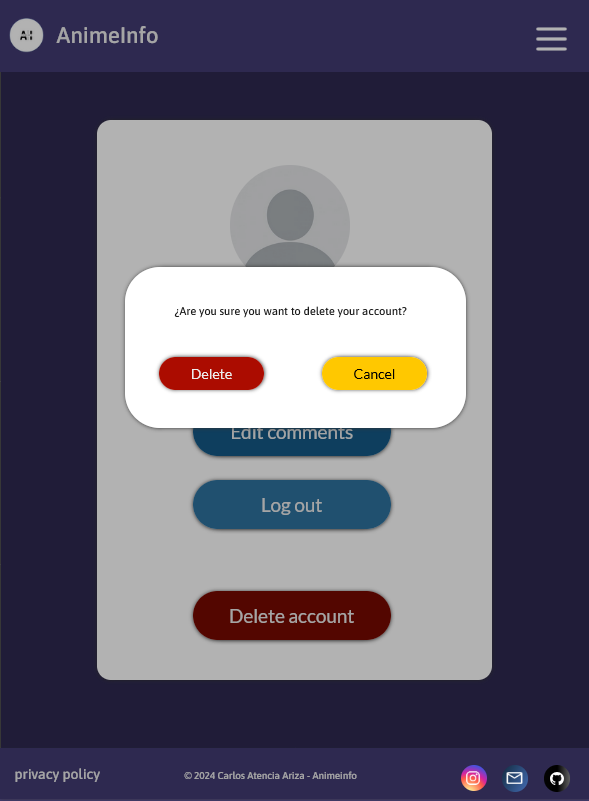 AI
AnimeInfo
¿Are you sure you want to delete your account?
Delete
Cancel
Edit comments
Log out
Delete account
privacy policy
© 2024 Carlos Atencia Ariza - Animeinfo